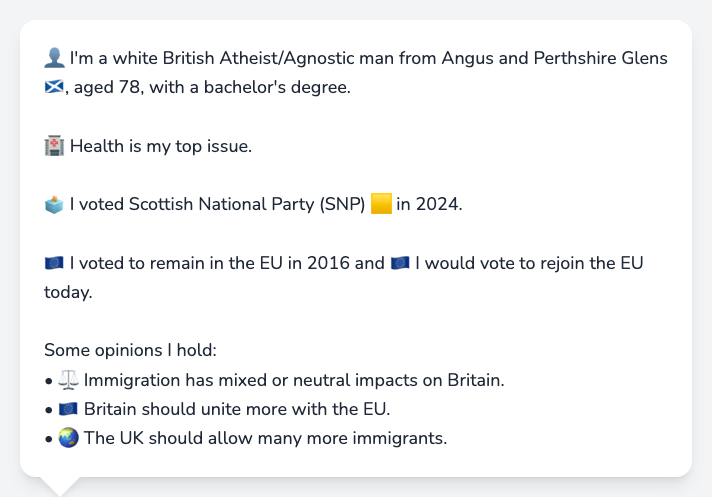 👤 I'm a white British Atheist/Agnostic man from Angus and Perthshire Glens
🏴󠁧󠁢󠁳󠁣󠁴󠁿, aged 78, with a bachelor's degree.
🏥 Health is my top issue.
🗳️ I voted Scottish National Party (SNP) 🟨 in 2024.
🇪🇺 I voted to remain in the EU in 2016 and 🇪🇺 I would vote to rejoin the EU
today.
Some opinions I hold:
• ⚖️ Immigration has mixed or neutral impacts on Britain.
• 🇪🇺 Britain should unite more with the EU.
• 🌏 The UK should allow many more immigrants.